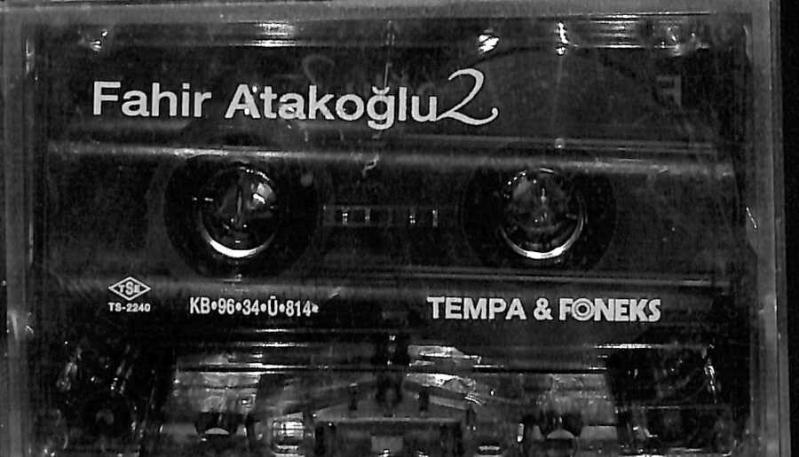 Fahir Atakoğlu 2
TSE
TS-2240
KB•96•34•Ü•814
TEMPA & FONEKS